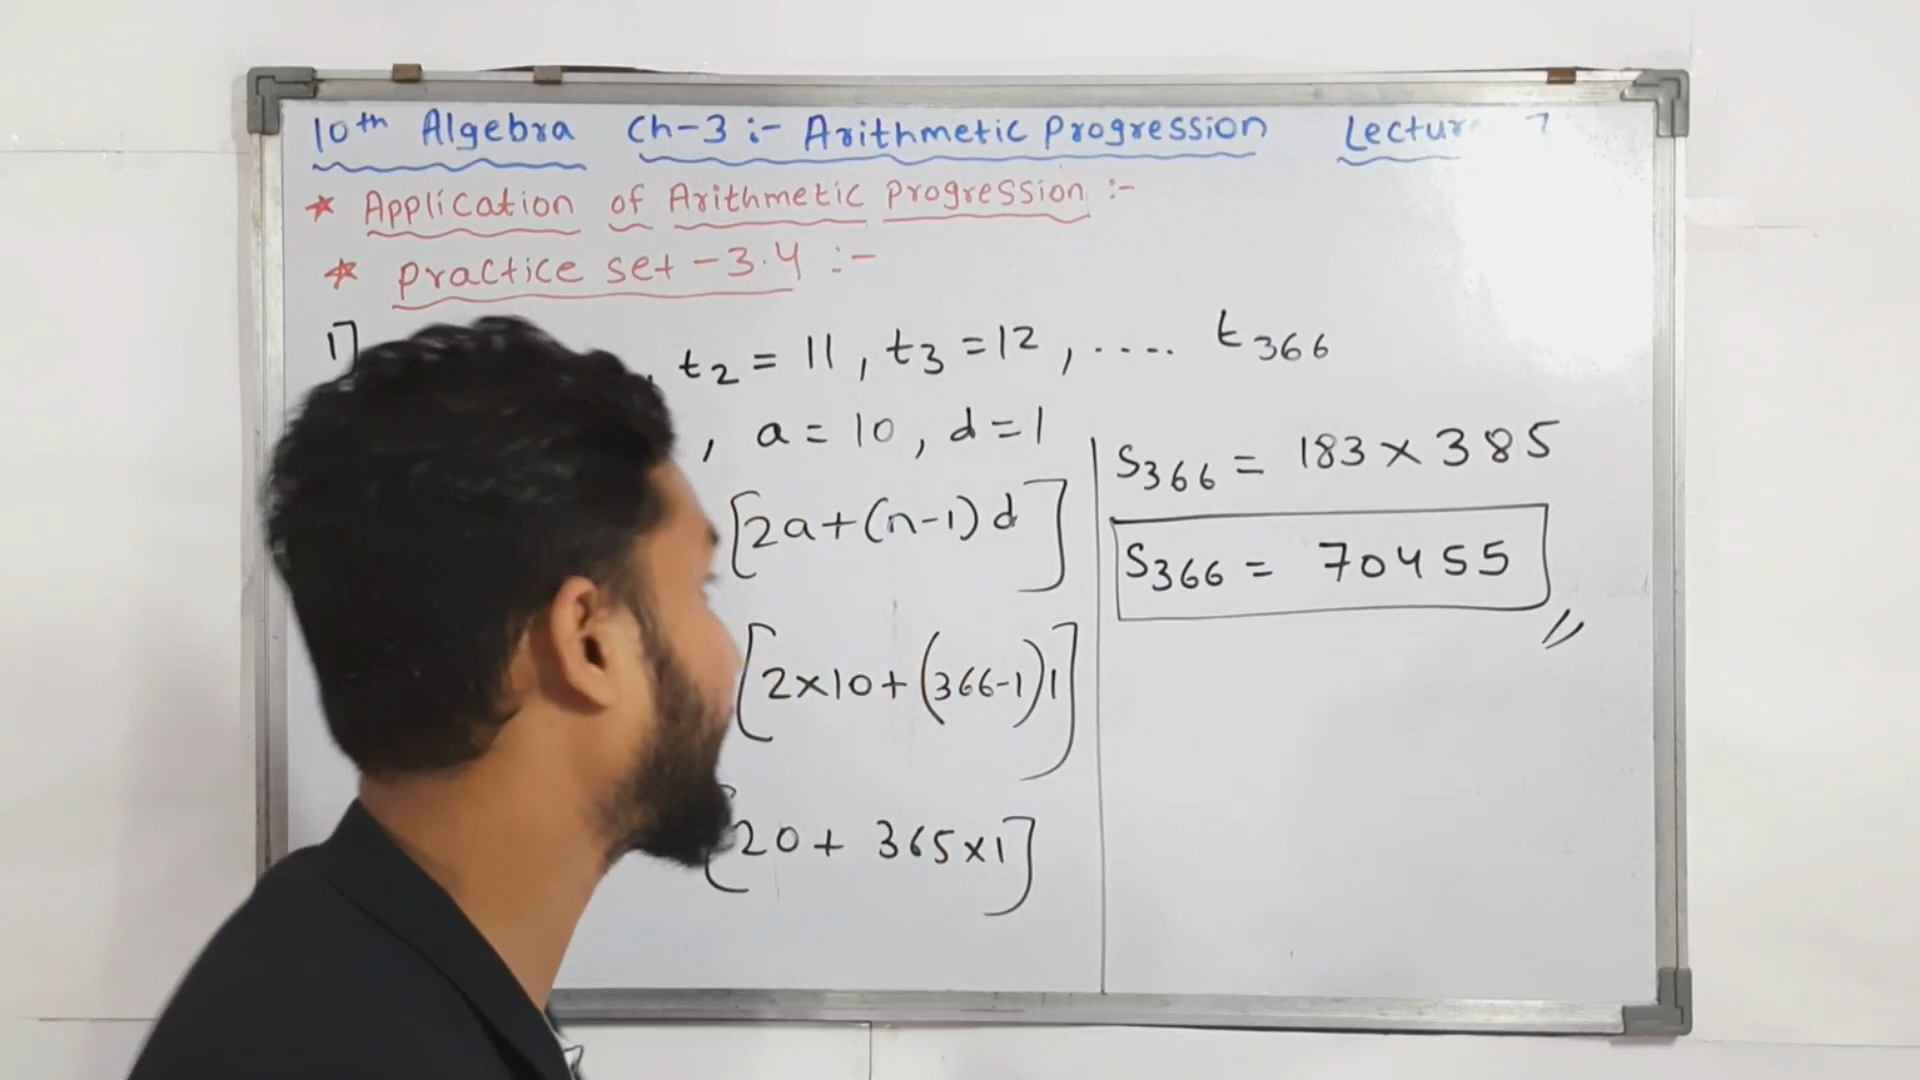 10th Algebra Ch-3 :- Arithmetic Progression
* Application of Arithmetic Progression :-
* Practice set -3.4 :-
1] , t2 = 11 , t3 = 12 , .... t366
, a = 10 , d = 1
[2a+(n-1)d]
[2×10+(366-1)1]
[20+ 365×1]
S366 = 183×385
S366 = 70455